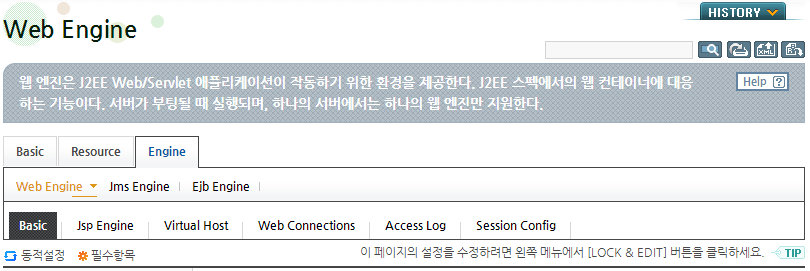 HISTORY
Web Engine
웹 엔진은 J2EE Web/Servlet 애플리케이션이 작동하기 위한 환경을 제공한다. J2EE 스펙에서의 웹 컨테이너에 대응
하는 기능이다. 서버가 부팅될 때 실행되며, 하나의 서버에서는 하나의 웹 엔진만 지원한다.
Help ?
Basic Resource Engine
Web Engine Jms Engine Ejb Engine
Basic Jsp Engine Virtual Host Web Connections Access Log Session Config
동적설정 필수항목 이 페이지의 설정을 수정하려면 왼쪽 메뉴에서 [LOCK & EDIT] 버튼을 클릭하세요. TIP